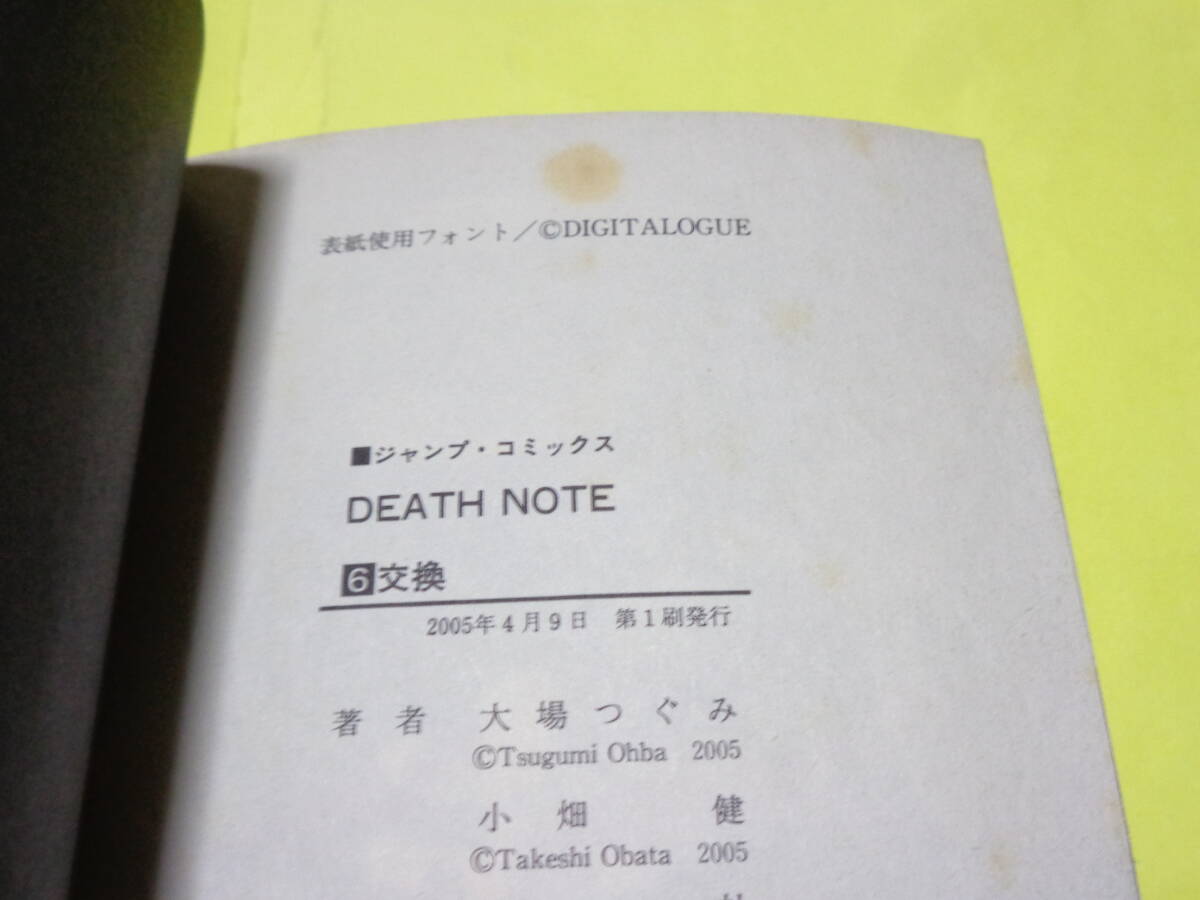 表紙使用フォント／©DIGITALOGUE
■ジャンプ・コミックス
DEATH NOTE
6交換
2005年4月9日　第1刷発行
著者　大場つぐみ
©Tsugumi Ohba 2005
小畑　健
©Takeshi Obata 2005